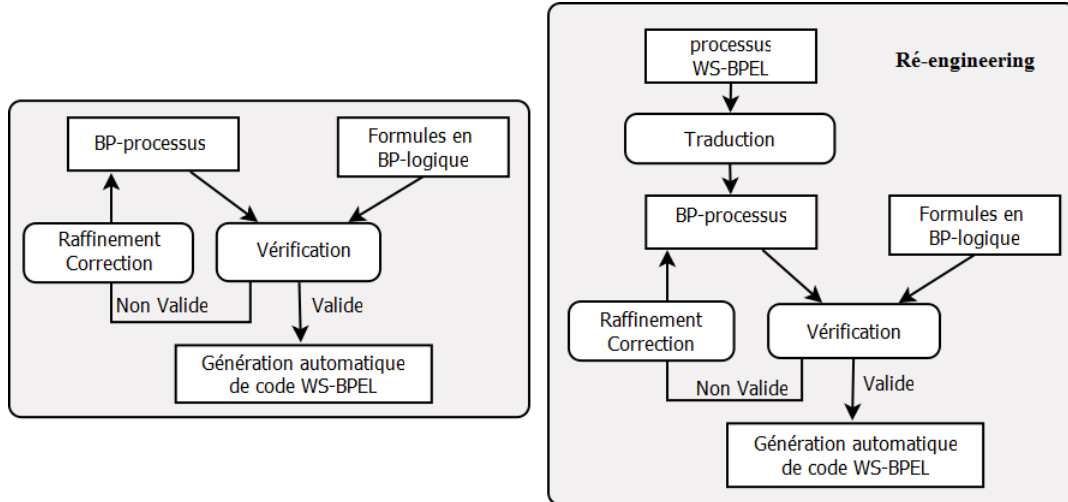 BP-processus
Formules en
BP-logique
Raffinement
Correction
Vérification
Non Valide
Valide
Génération automatique
de code WS-BPEL
processus
WS-BPEL
Ré-engineering
Traduction
BP-processus
Formules en
BP-logique
Raffinement
Correction
Vérification
Non Valide
Valide
Génération automatique
de code WS-BPEL